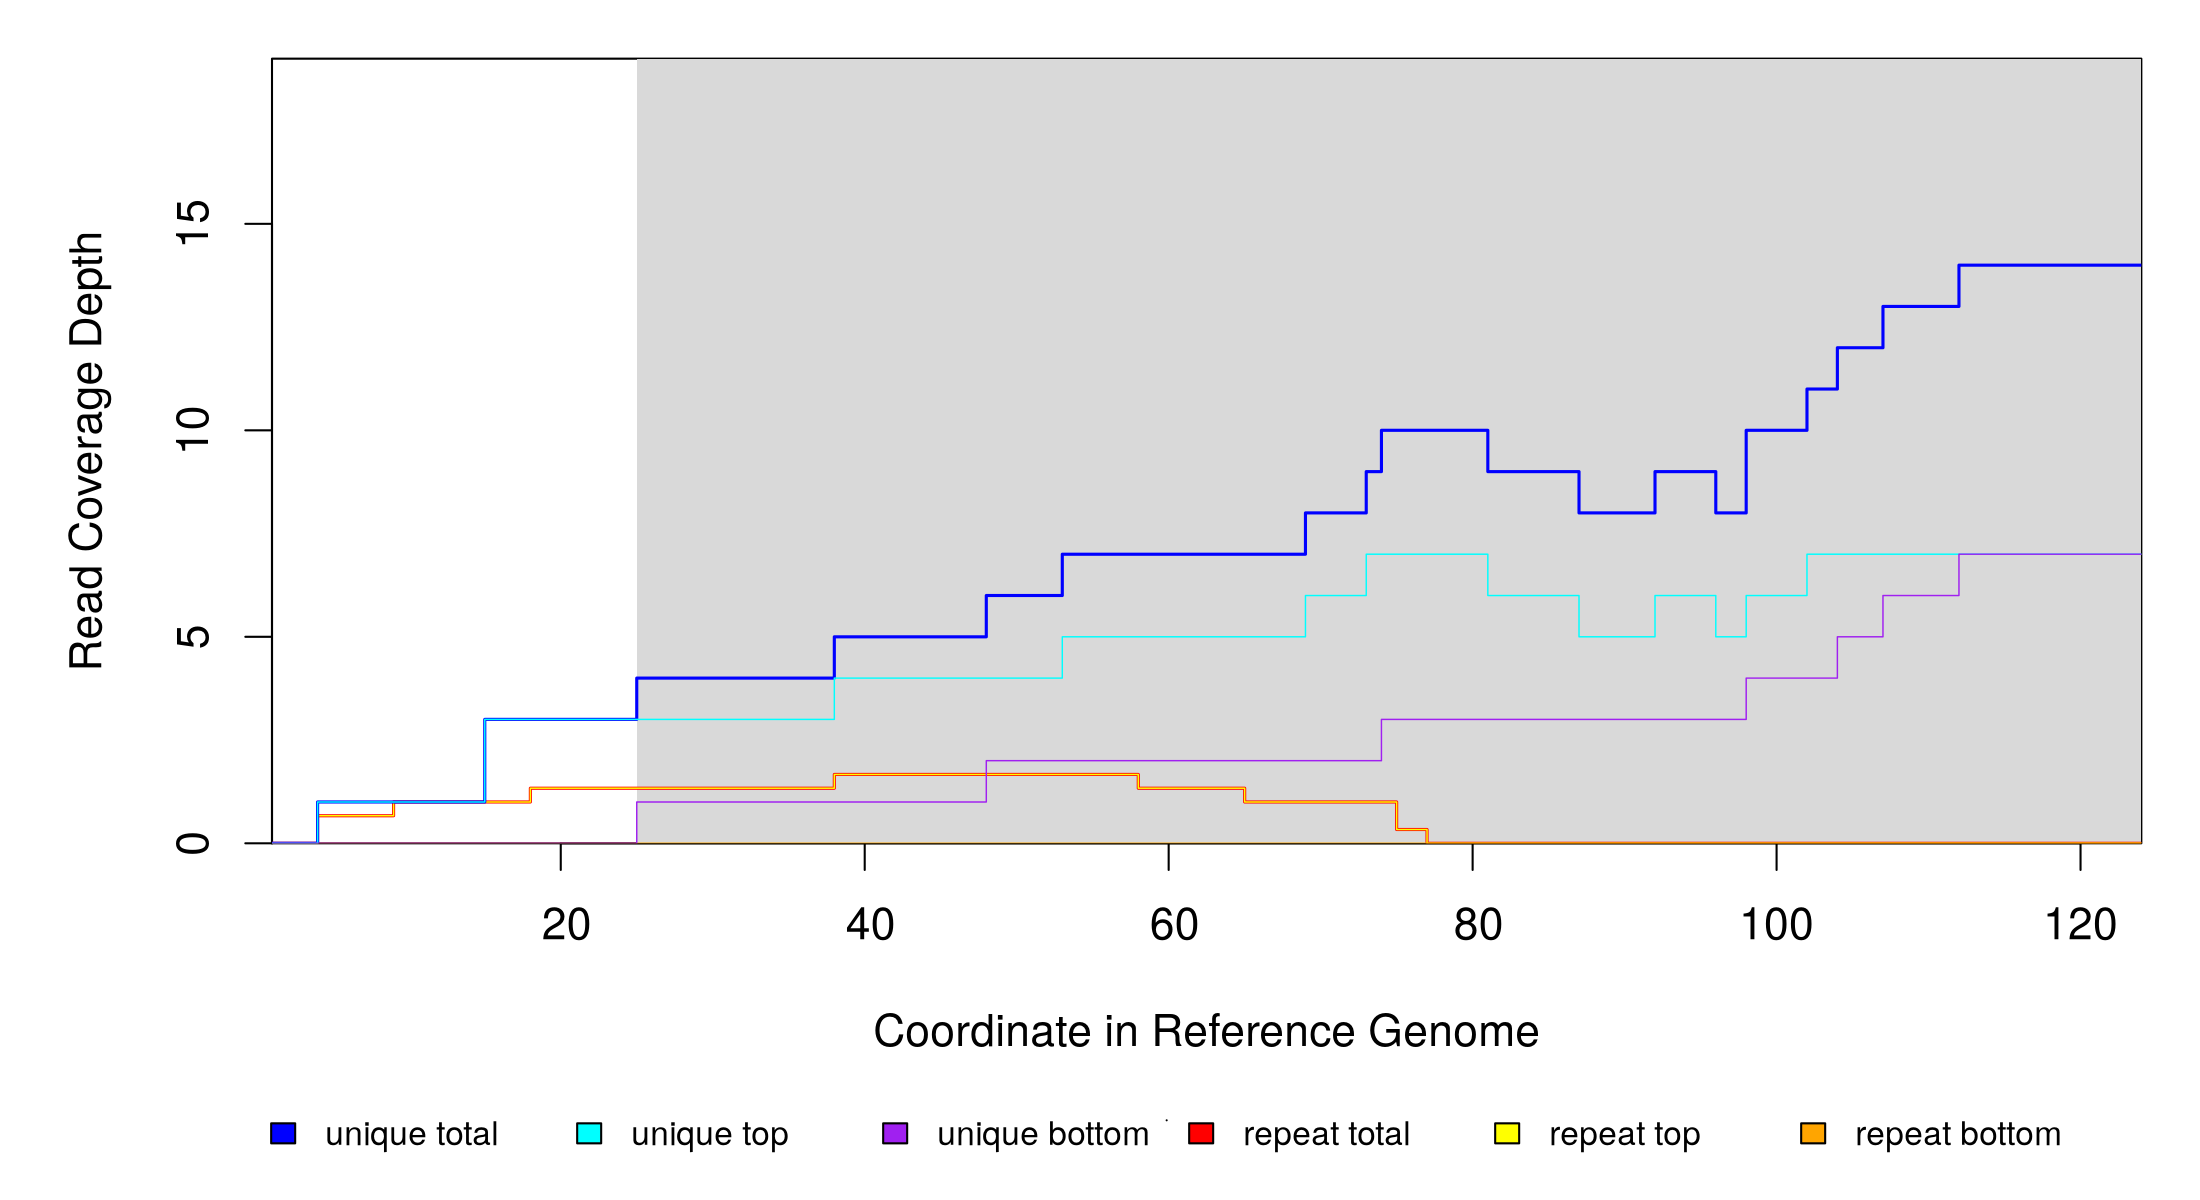 Read Coverage Depth
15
10
5
0
20 40 60 80 100 120
Coordinate in Reference Genome
unique total unique top unique bottom repeat total repeat top repeat bottom